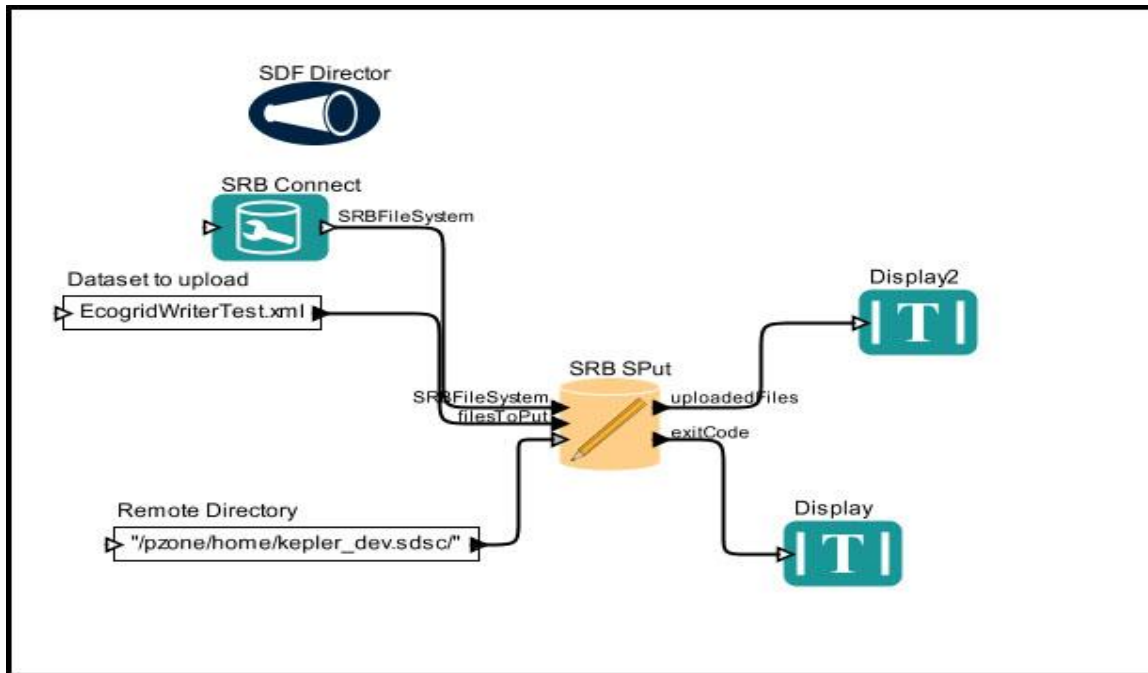 SDF Director
SRB Connect
SRBFileSystem
Dataset to upload
EcogridWriterTest.xml
Display2
T
SRB SPut
SRBFileSystem
uploadedFiles
filesToPut
exitCode
Remote Directory
"/pzone/home/kepler_dev.sdsc/"
Display
T